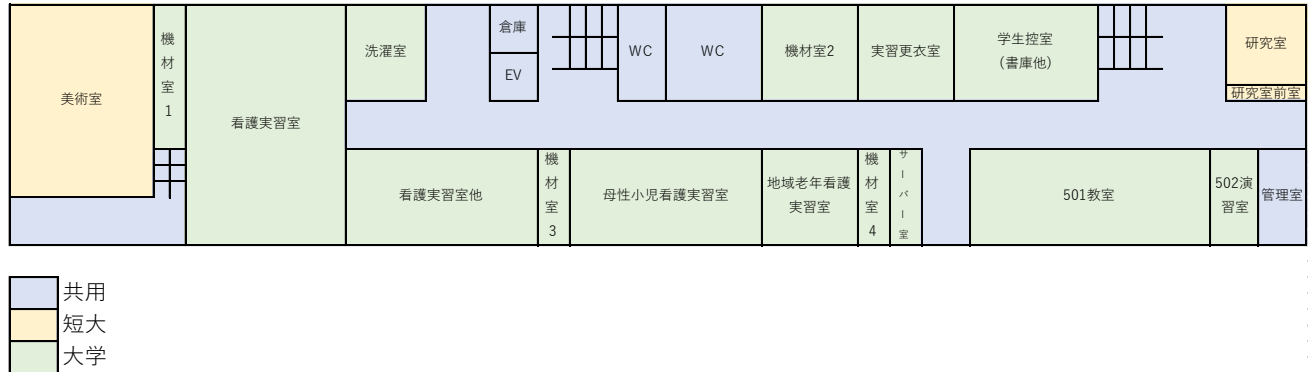 美術室
機
材
室
1
看護実習室
洗濯室
倉庫
EV
WC
WC
機材室2
実習更衣室
学生控室
（書庫他）
研究室
研究室前室
看護実習室他
機
材
室
3
母性小児看護実習室
地域老年看護
実習室
機
材
室
4
サ
ー
バ
ー
室
501教室
502演
習室
管理室
共用
短大
大学